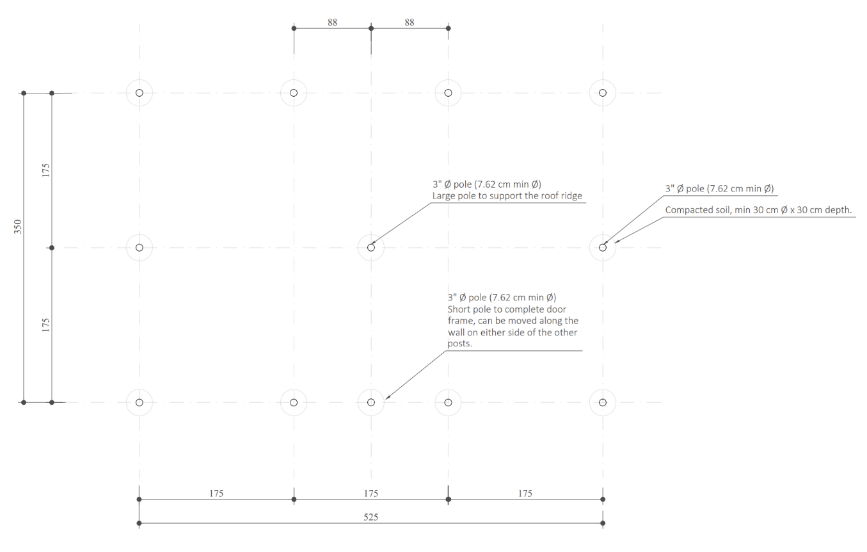 88
88
175
350
175
3" Ø pole (7.62 cm min Ø)
Large pole to support the roof ridge
3" Ø pole (7.62 cm min Ø)
Compacted soil, min 30 cm Ø x 30 cm depth.
3" Ø pole (7.62 cm min Ø)
Short pole to complete door
frame, can be moved along the
wall on either side of the other
posts.
175
175
175
525